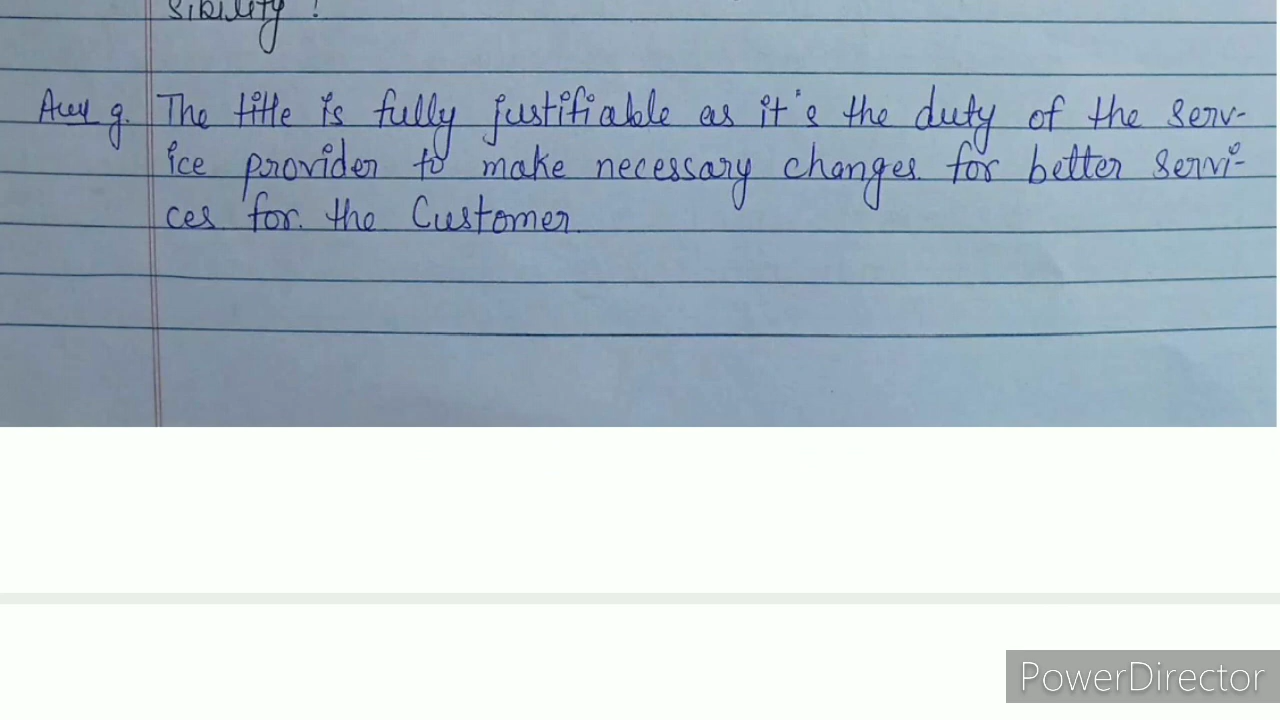 sibility?
Ans 9. The title is fully justifiable as it's the duty of the serv-
ice provider to make necessary changes for better servi-
ces for the Customer.
PowerDirector